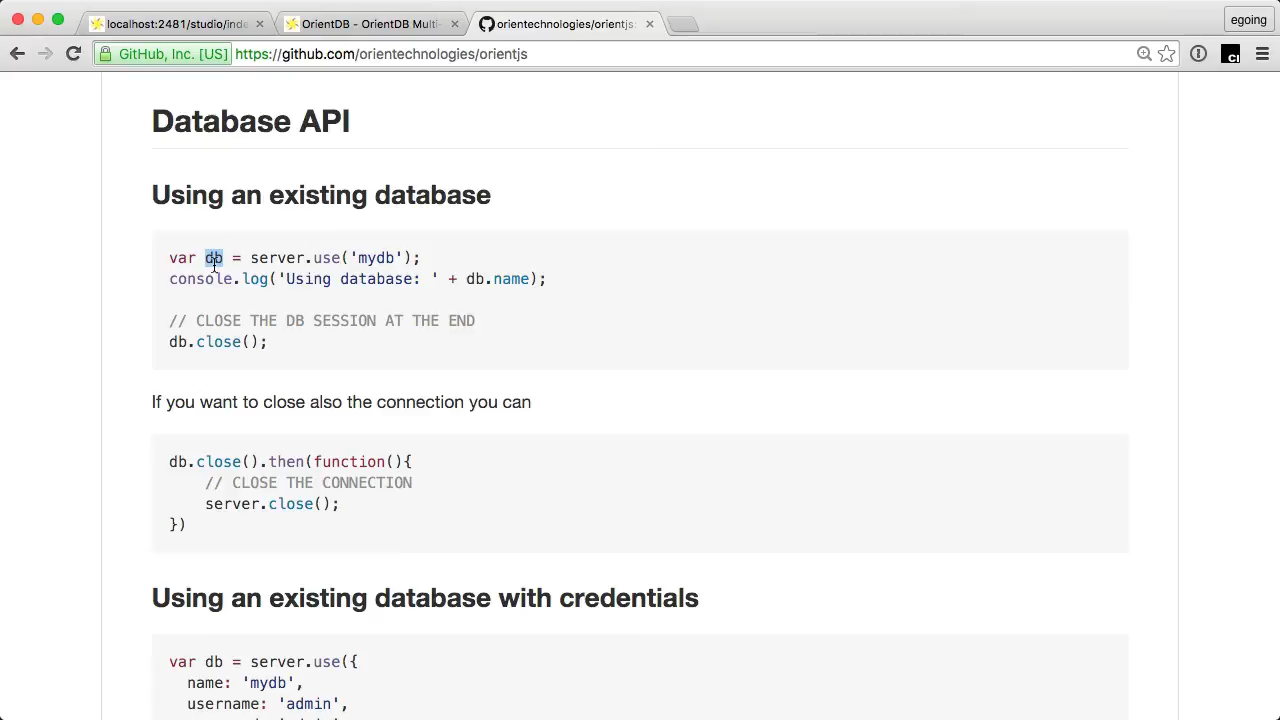 localhost:2481/studio/inde
OrientDB - OrientDB Multi-
orientechnologies/orientjs:
egoing
GitHub, Inc. [US]
https://github.com/orientechnologies/orientjs
Database API
Using an existing database
var db = server.use('mydb');
console.log('Using database: ' + db.name);
// CLOSE THE DB SESSION AT THE END
db.close();
If you want to close also the connection you can
db.close().then(function(){
// CLOSE THE CONNECTION
server.close();
})
Using an existing database with credentials
var db = server.use({
name: 'mydb',
username: 'admin',